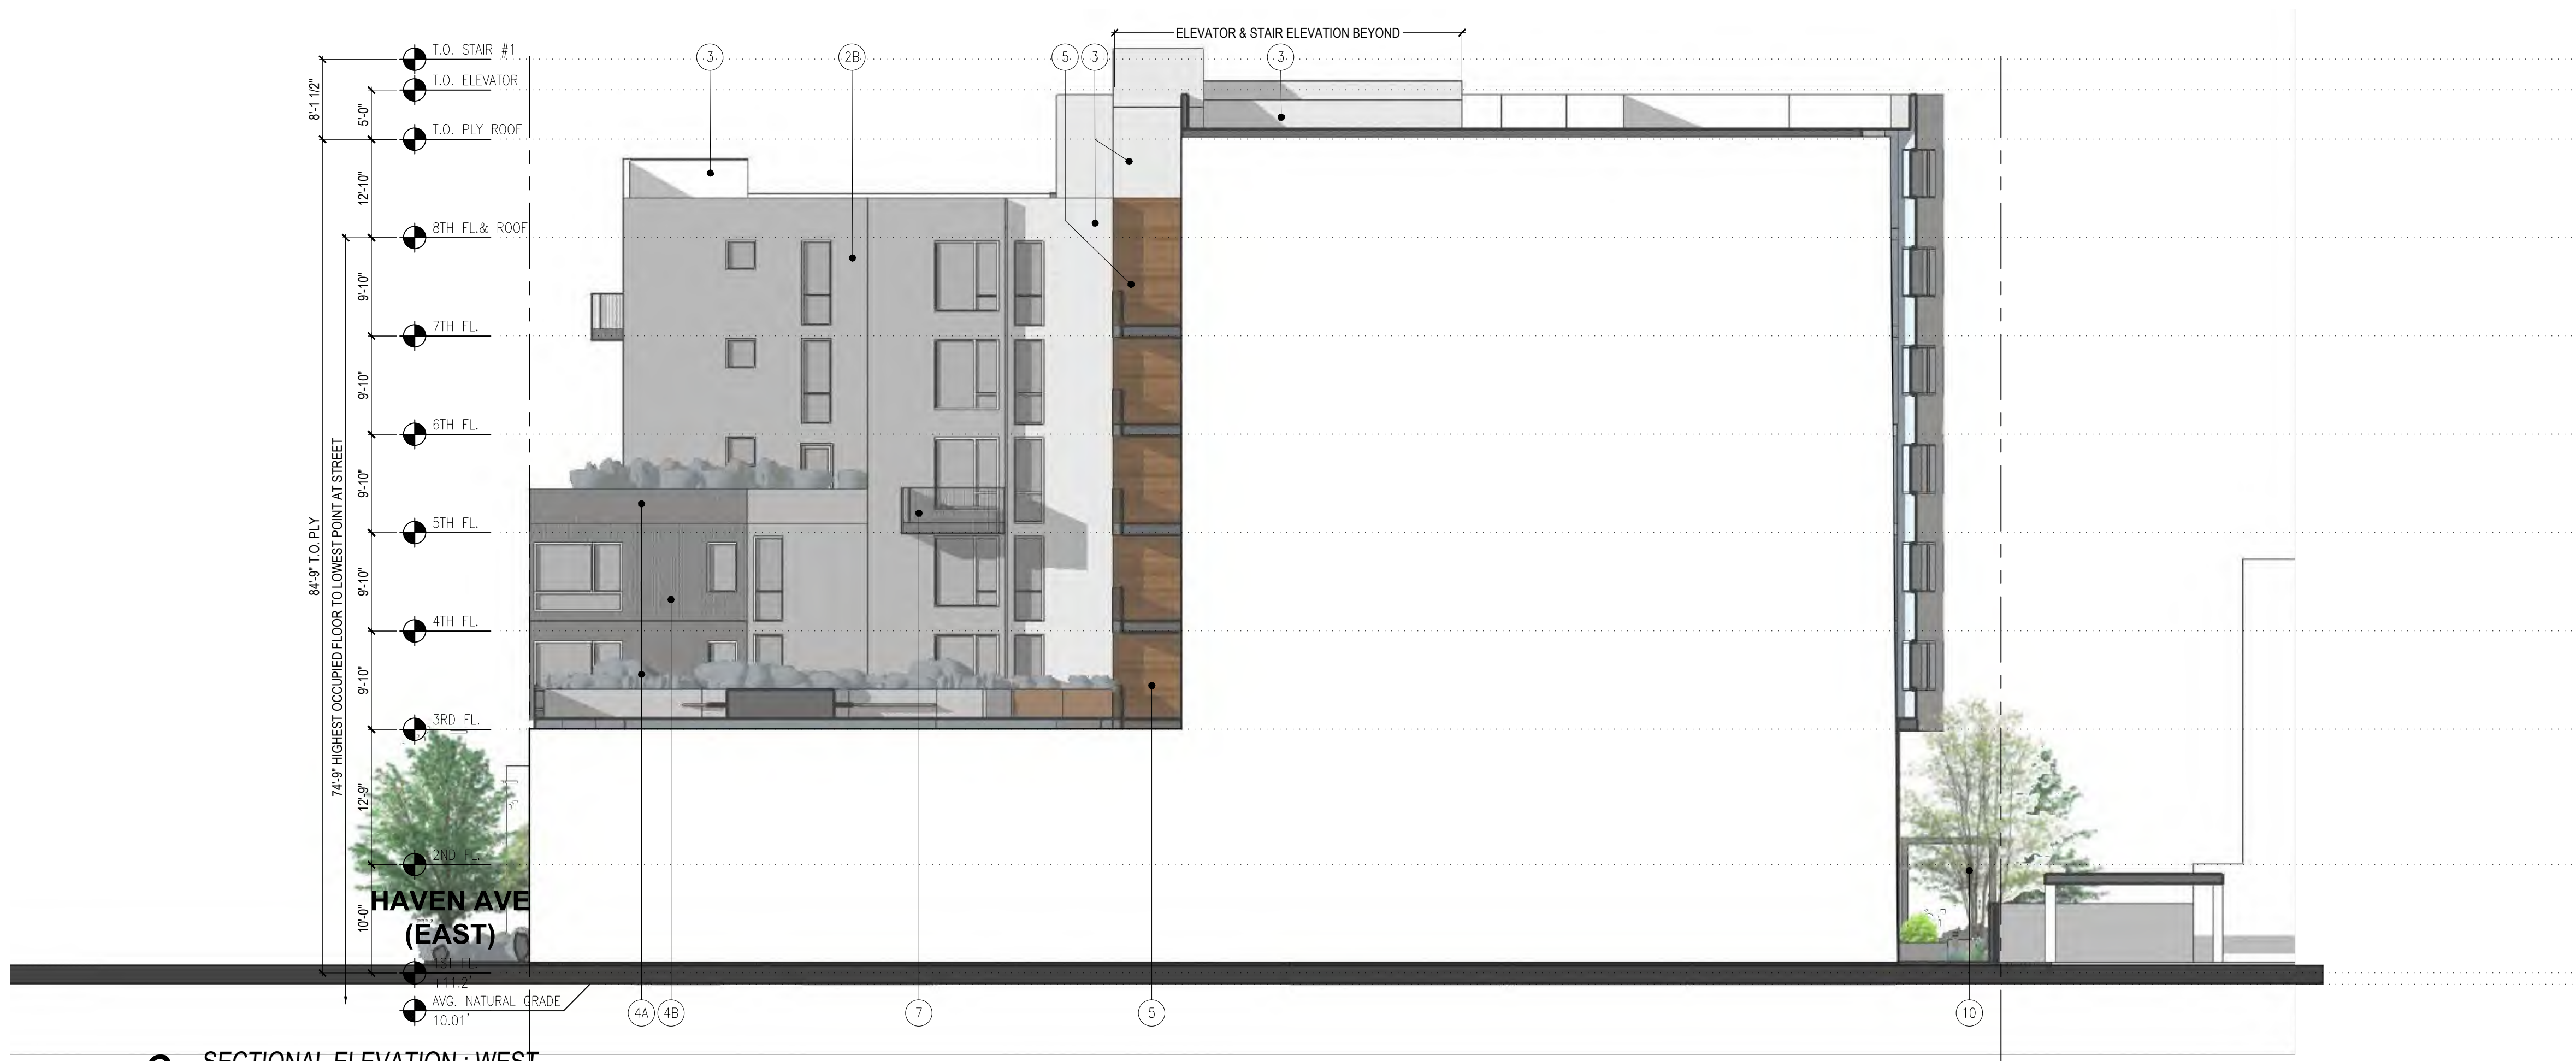 ELEVATOR & STAIR ELEVATION BEYOND
T.O. STAIR #1
3
2B
5
3
3
T.O. ELEVATOR
8'-1 1/2"
5'-0"
T.O. PLY ROOF
12'-10"
8TH FL.& ROOF
9'-10"
7TH FL.
9'-10"
6TH FL.
9'-10"
5TH FL.
9'-10"
4TH FL.
9'-10"
3RD FL.
84'-9" T.O. PLY
74'-9" HIGHEST OCCUPIED FLOOR TO LOWEST POINT AT STREET
12'-9"
2ND FL.
10'-0"
HAVEN AVE
(EAST)
1ST FL.
+11.2'
AVG. NATURAL GRADE
10.01'
4A
4B
7
5
10
SECTIONAL ELEVATION : WEST